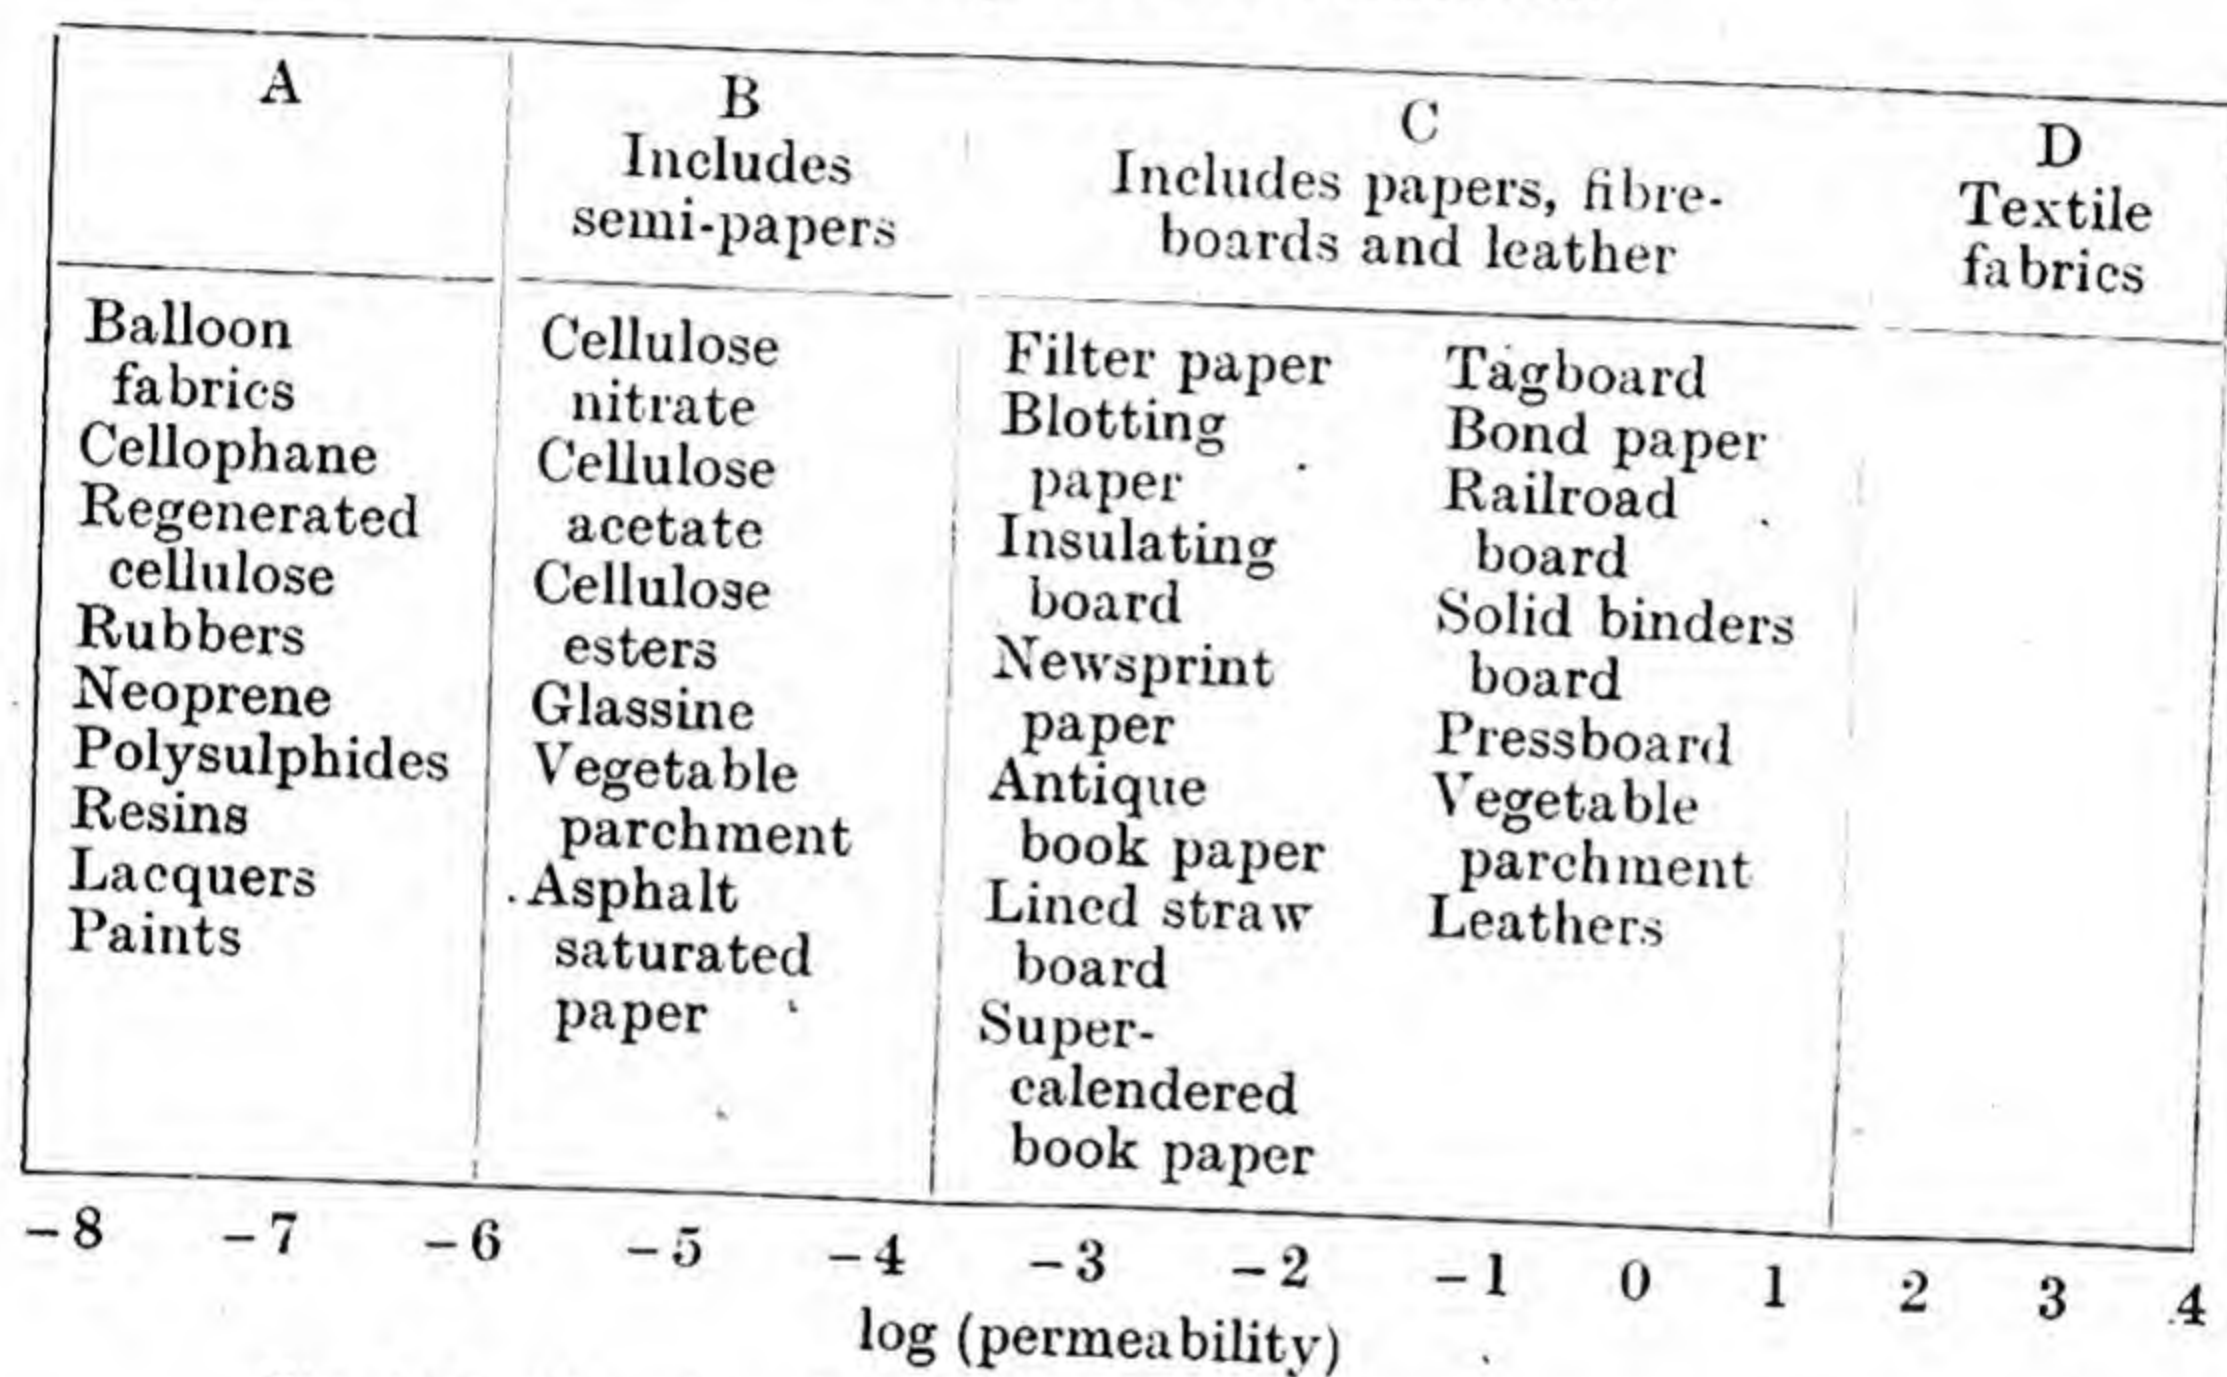 A
B
Includes
semi-papers
C
Includes papers, fibre-
boards and leather
D
Textile
fabrics
Balloon
fabrics
Cellophane
Regenerated
cellulose
Rubbers
Neoprene
Polysulphides
Resins
Lacquers
Paints
Cellulose
nitrate
Cellulose
acetate
Cellulose
esters
Glassine
Vegetable
parchment
Asphalt
saturated
paper
Filter paper
Blotting
paper
Insulating
board
Newsprint
paper
Antique
book paper
Lined straw
board
Super-
calendered
book paper
Tagboard
Bond paper
Railroad
board
Solid binders
board
Pressboard
Vegetable
parchment
Leathers
-8 -7 -6 -5 -4 -3 -2 -1 0 1 2 3 4
log (permeability)